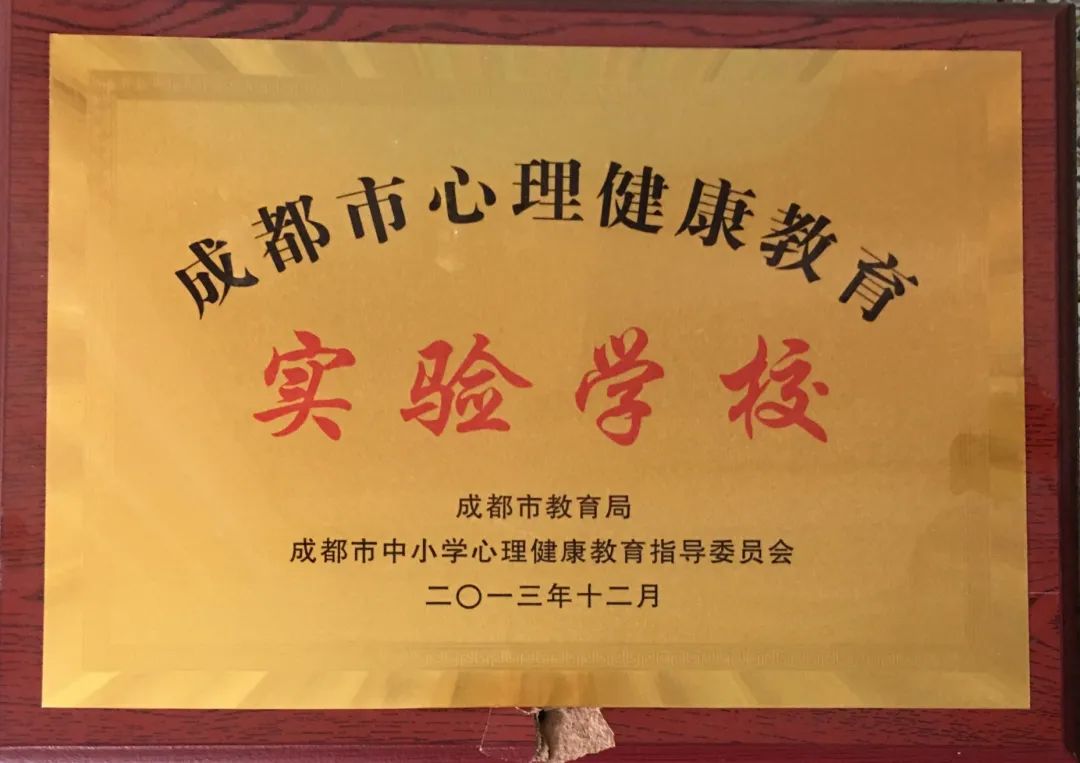 成都市心理健康教育
实验学校
成都市教育局
成都市中小学心理健康教育指导委员会
二〇一三年十二月